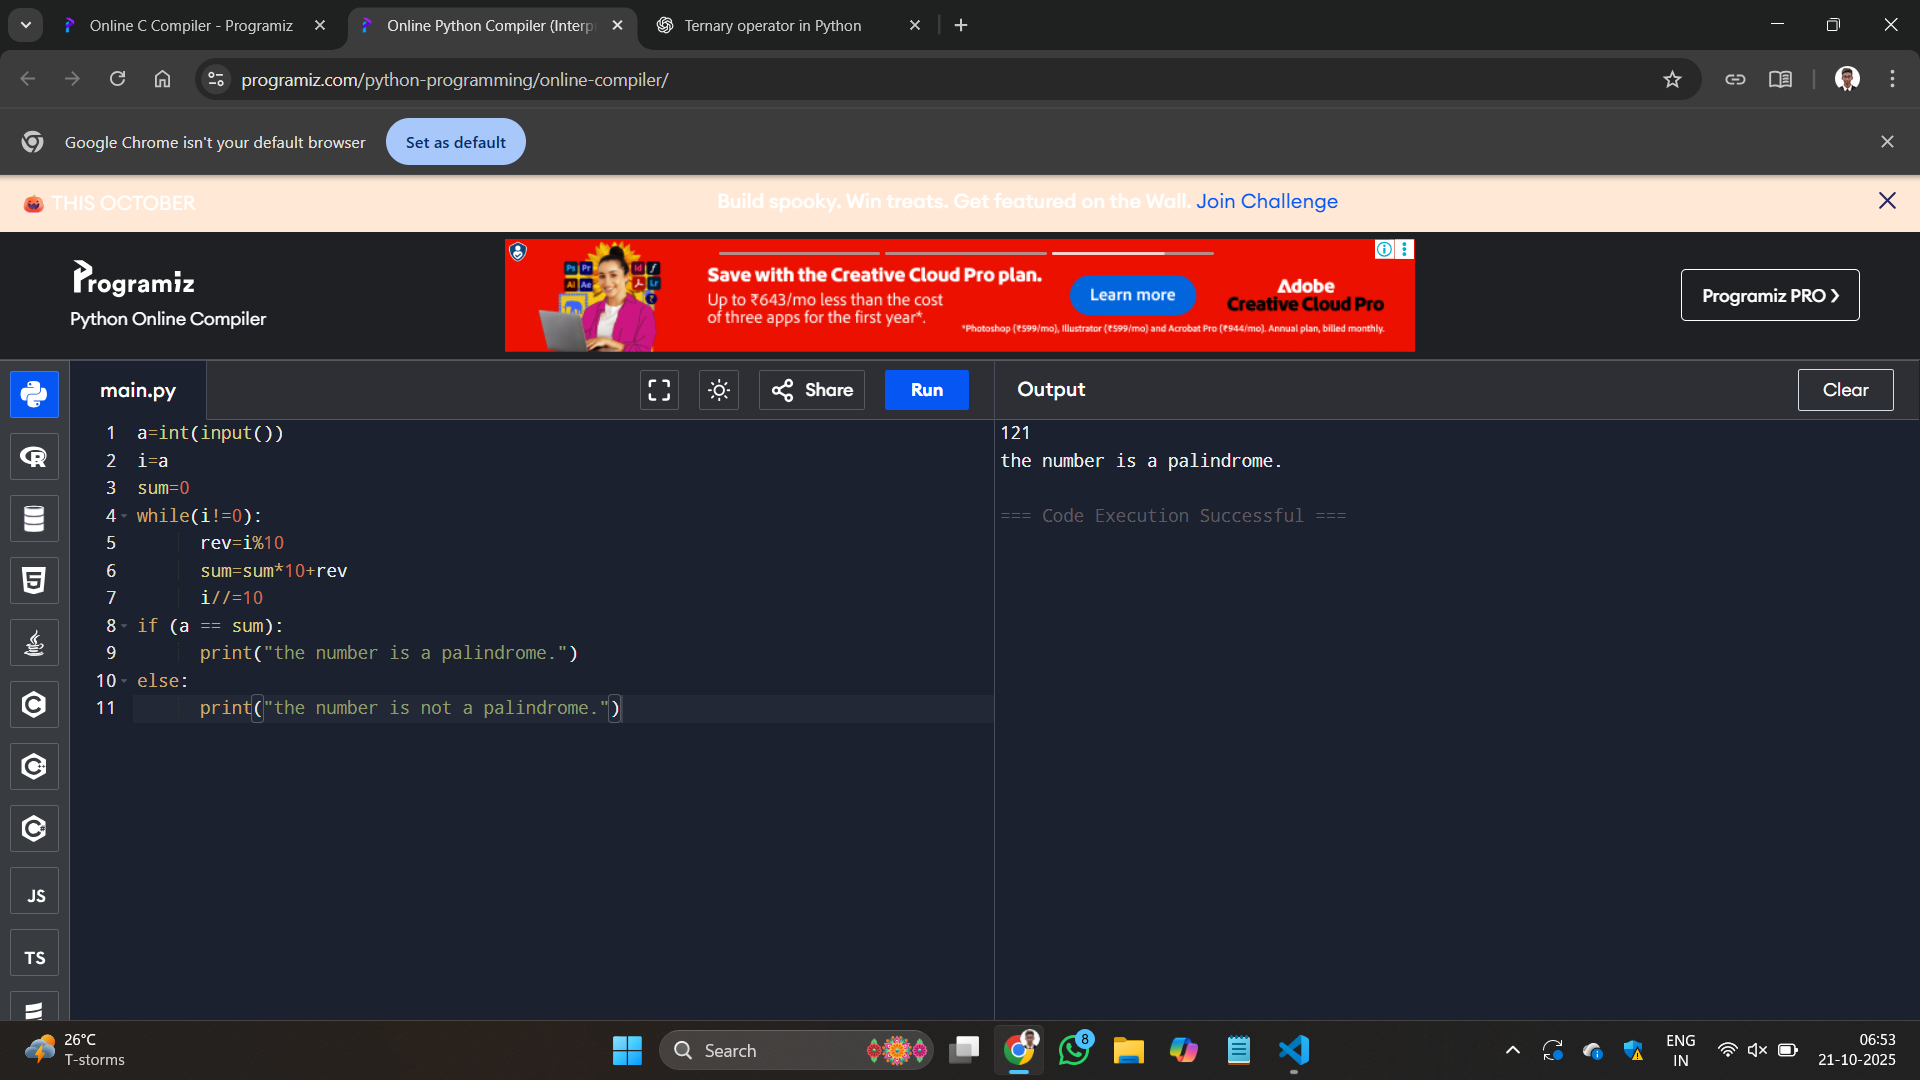 Online C Compiler - Programiz
Online Python Compiler (Interp
Ternary operator in Python
programiz.com/python-programming/online-compiler/
Google Chrome isn't your default browser
Set as default
THIS OCTOBER
Build spooky. Win treats. Get featured on the Wall. Join Challenge
Programiz
Python Online Compiler
Ps Pr Id f
Ai Ae Lr
Save with the Creative Cloud Pro plan.
Up to ₹643/mo less than the cost
of three apps for the first year*.
Learn more
Adobe
Creative Cloud Pro
*Photoshop (₹599/mo), Illustrator (₹599/mo) and Acrobat Pro (₹944/mo). Annual plan, billed monthly.
Programiz PRO ›
main.py
Share
Run
Output
Clear
1 a=int(input())
2 i=a
3 sum=0
4 while(i!=0):
5 rev=i%10
6 sum=sum*10+rev
7 i//=10
8 if (a == sum):
9 print("the number is a palindrome.")
10 else:
11 print("the number is not a palindrome.")
121
the number is a palindrome.
=== Code Execution Successful ===
R
5
C
C
C
JS
TS
26°C
T-storms
Search
8
ENG
IN
06:53
21-10-2025